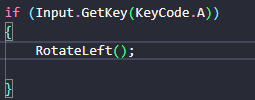 if (Input.GetKey(KeyCode.A))
{
    RotateLeft();
}